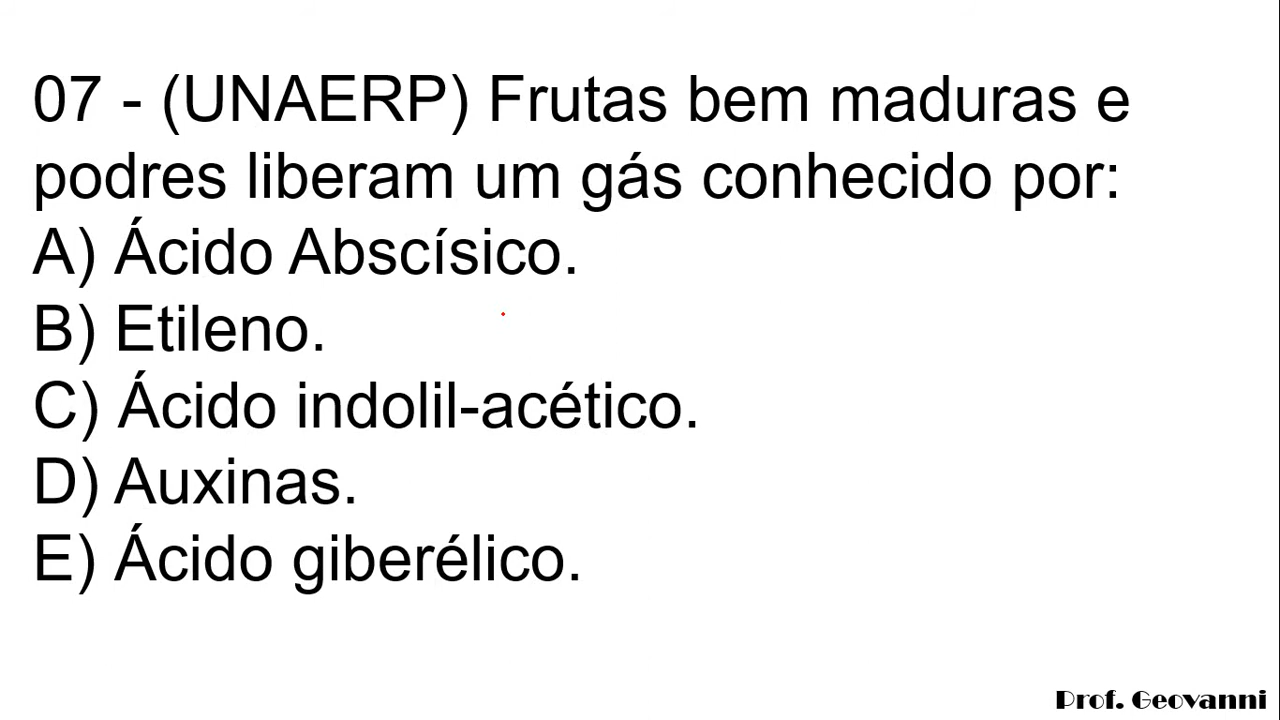 07 - (UNAERP) Frutas bem maduras e
podres liberam um gás conhecido por:
A) Ácido Abscísico.
B) Etileno.
C) Ácido indolil-acético.
D) Auxinas.
E) Ácido giberélico.
Prof. Geovanni